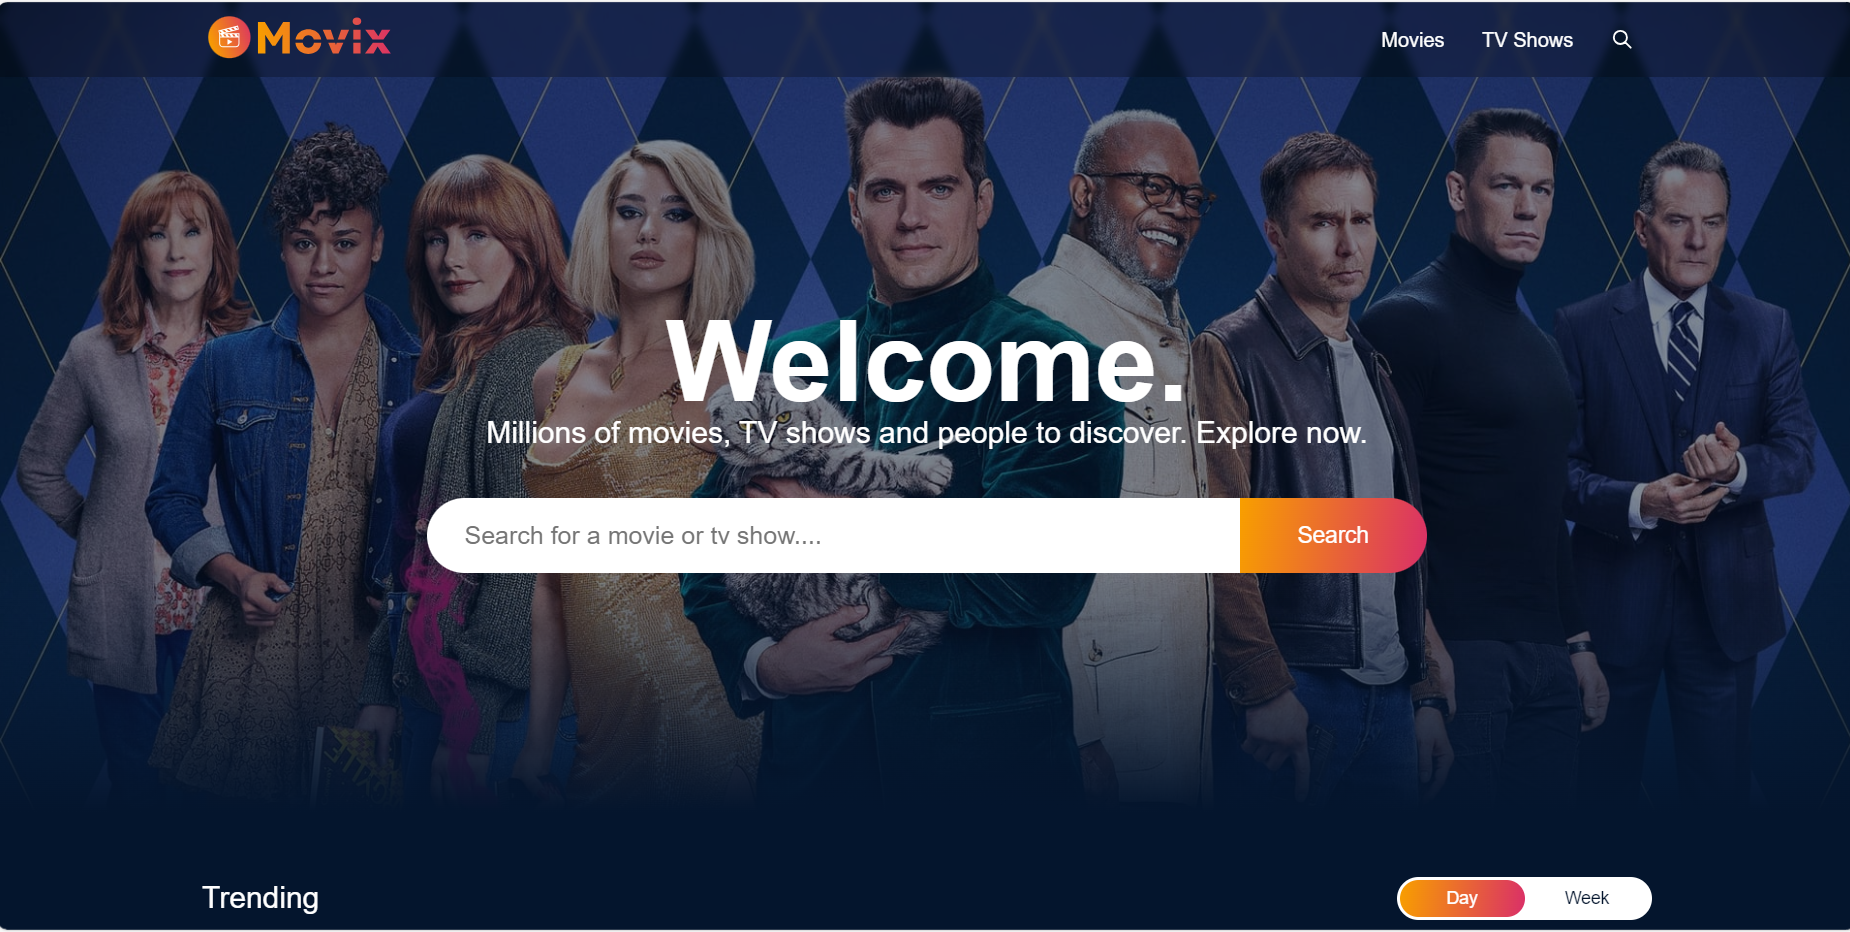 Movix
Movies
TV Shows
Welcome.
Millions of movies, TV shows and people to discover. Explore now.
Search for a movie or tv show....
Search
Trending
Day
Week